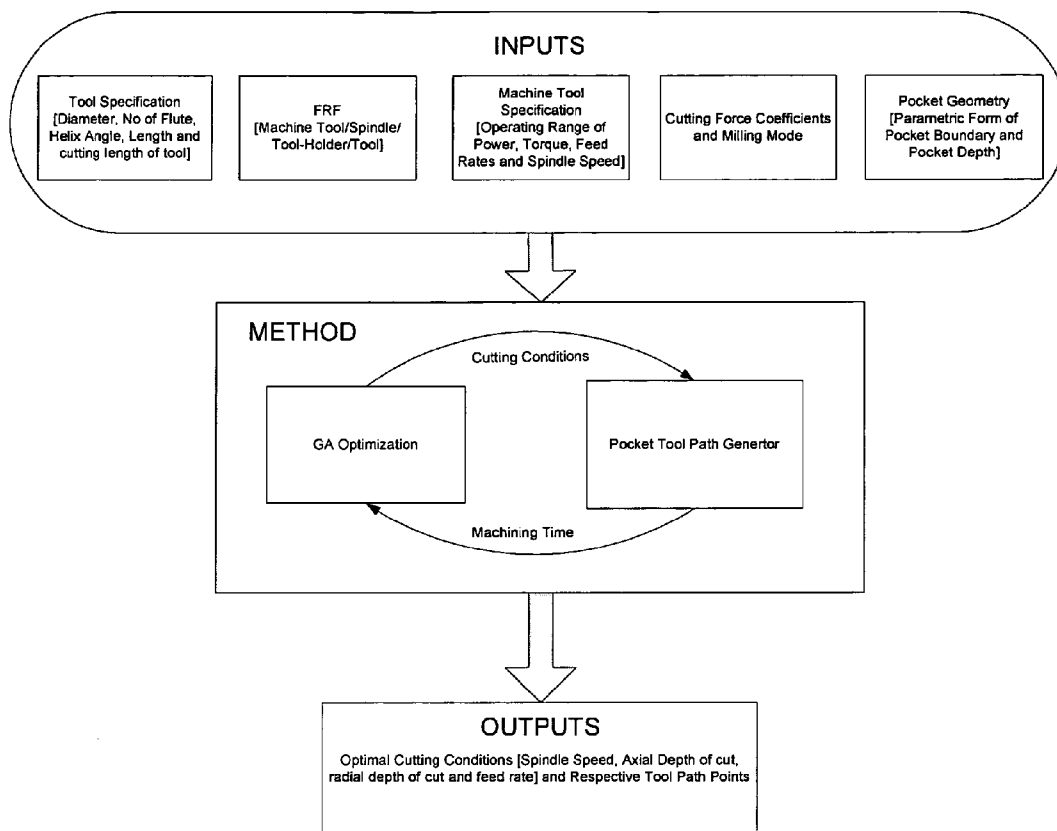 INPUTS
Tool Specification
[Diameter, No of Flute,
Helix Angle, Length and
cutting length of tool]
FRF
[Machine Tool/Spindle/
Tool-Holder/Tool]
Machine Tool
Specification
[Operating Range of
Power, Torque, Feed
Rates and Spindle Speed]
Cutting Force Coefficients
and Milling Mode
Pocket Geometry
[Parametric Form of
Pocket Boundary and
Pocket Depth]
METHOD
Cutting Conditions
GA Optimization
Pocket Tool Path Genertor
Machining Time
OUTPUTS
Optimal Cutting Conditions [Spindle Speed, Axial Depth of cut,
radial depth of cut and feed rate] and Respective Tool Path Points